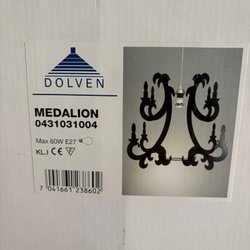 DOLVEN
MEDALION
0431031004
Max 60W E27
KL.I CE F
7 041661 238602